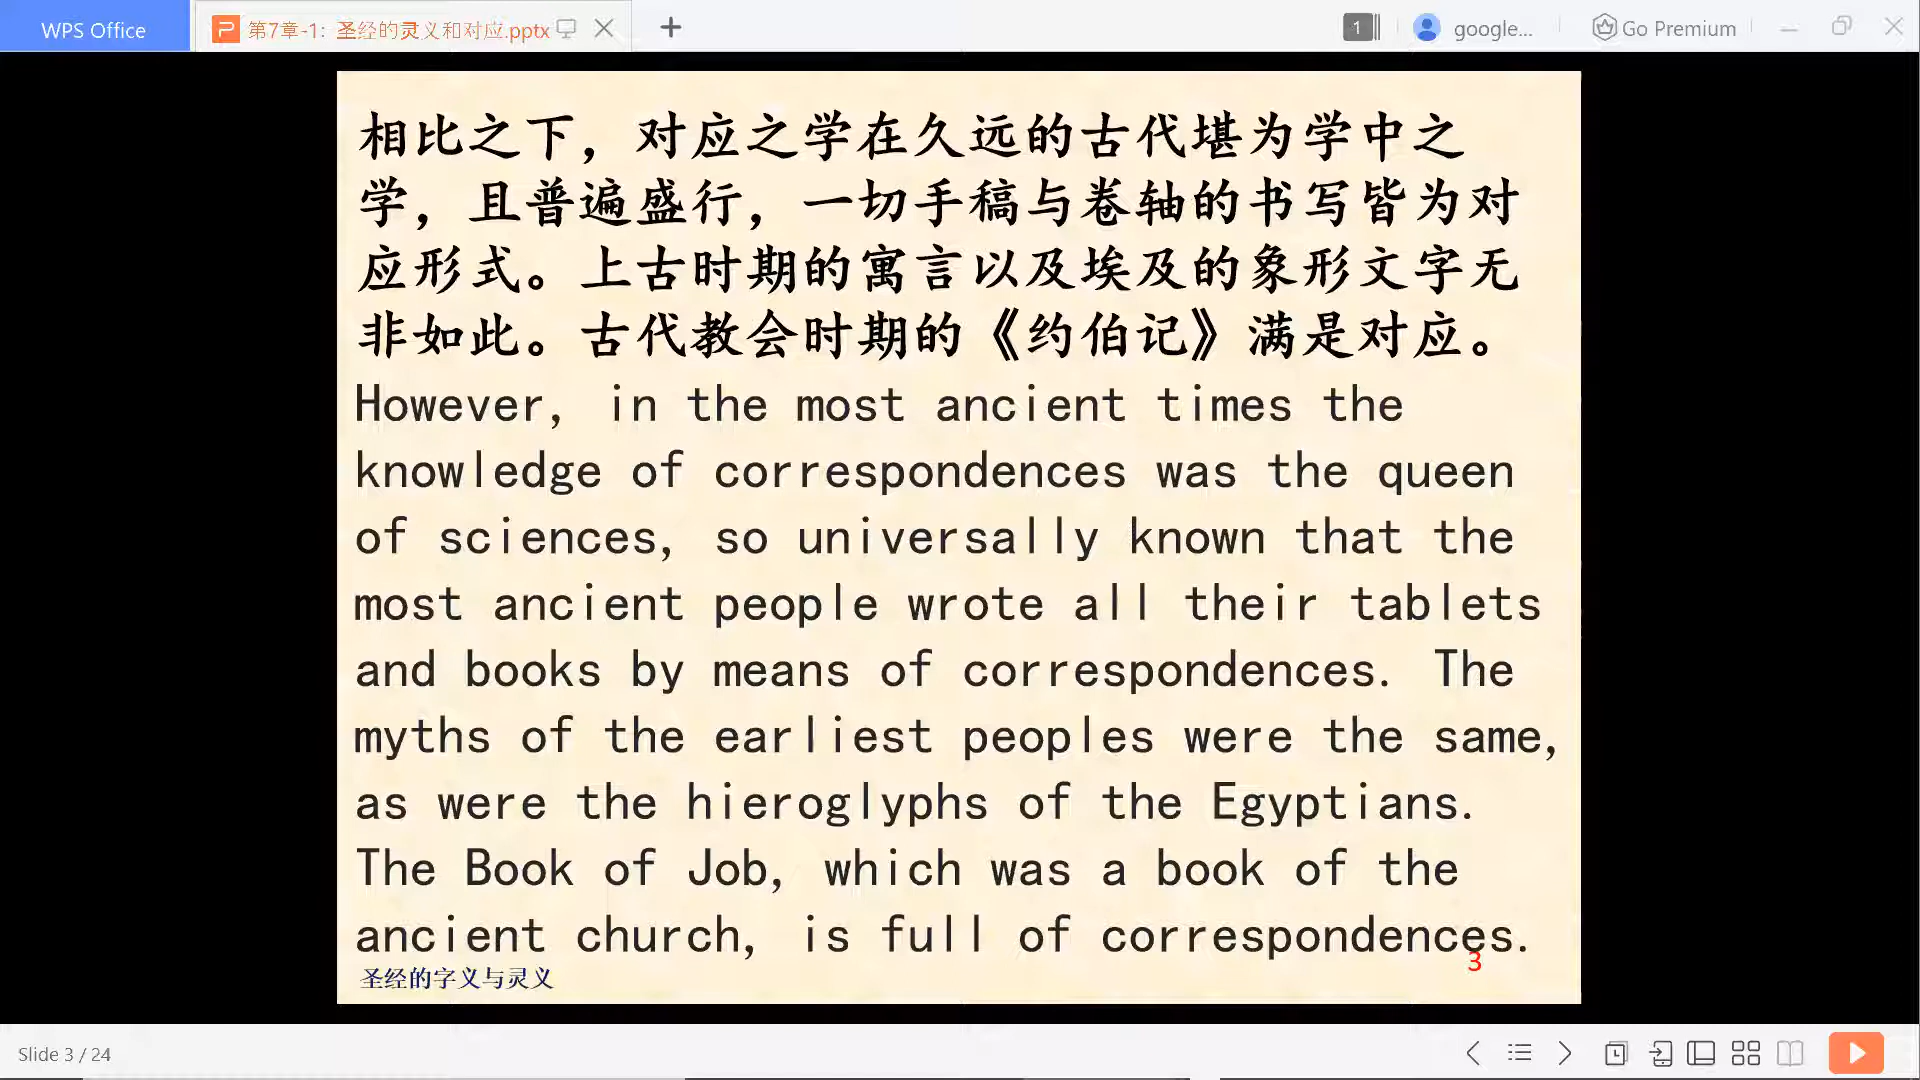 WPS Office
第7章-1: 圣经的灵义和对应.pptx
1
google...
Go Premium
相比之下，对应之学在久远的古代堪为学中之
学，且普遍盛行，一切手稿与卷轴的书写皆为对
应形式。上古时期的寓言以及埃及的象形文字无
非如此。古代教会时期的《约伯记》满是对应。
However, in the most ancient times the
knowledge of correspondences was the queen
of sciences, so universally known that the
most ancient people wrote all their tablets
and books by means of correspondences. The
myths of the earliest peoples were the same,
as were the hieroglyphs of the Egyptians.
The Book of Job, which was a book of the
ancient church, is full of correspondences.
3
圣经的字义与灵义
Slide 3 / 24